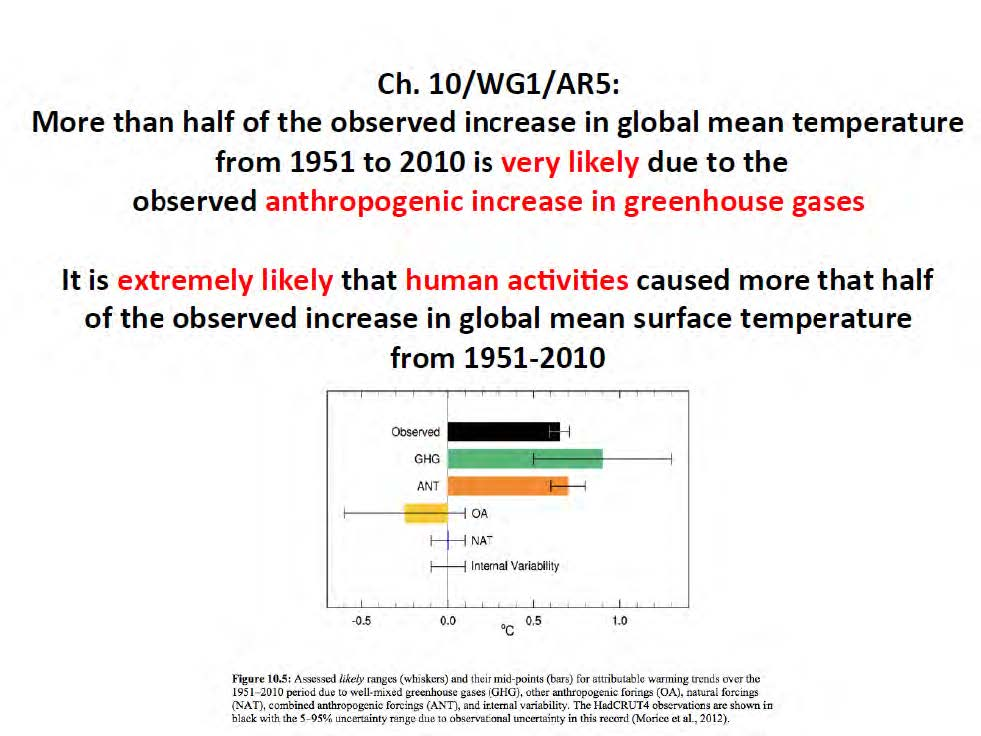 Ch. 10/WG1/AR5:
More than half of the observed increase in global mean temperature
from 1951 to 2010 is very likely due to the
observed anthropogenic increase in greenhouse gases
It is extremely likely that human activities caused more that half
of the observed increase in global mean surface temperature
from 1951-2010
Observed
GHG
ANT
OA
NAT
Internal Variability
-0.5 0.0 0.5 1.0
°C
Figure 10.5: Assessed likely ranges (whiskers) and their mid-points (bars) for attributable warming trends over the
1951–2010 period due to well-mixed greenhouse gases (GHG), other anthropogenic forings (OA), natural forcings
(NAT), combined anthropogenic forcings (ANT), and internal variability. The HadCRUT4 observations are shown in
black with the 5–95% uncertainty range due to observational uncertainty in this record (Morice et al., 2012).